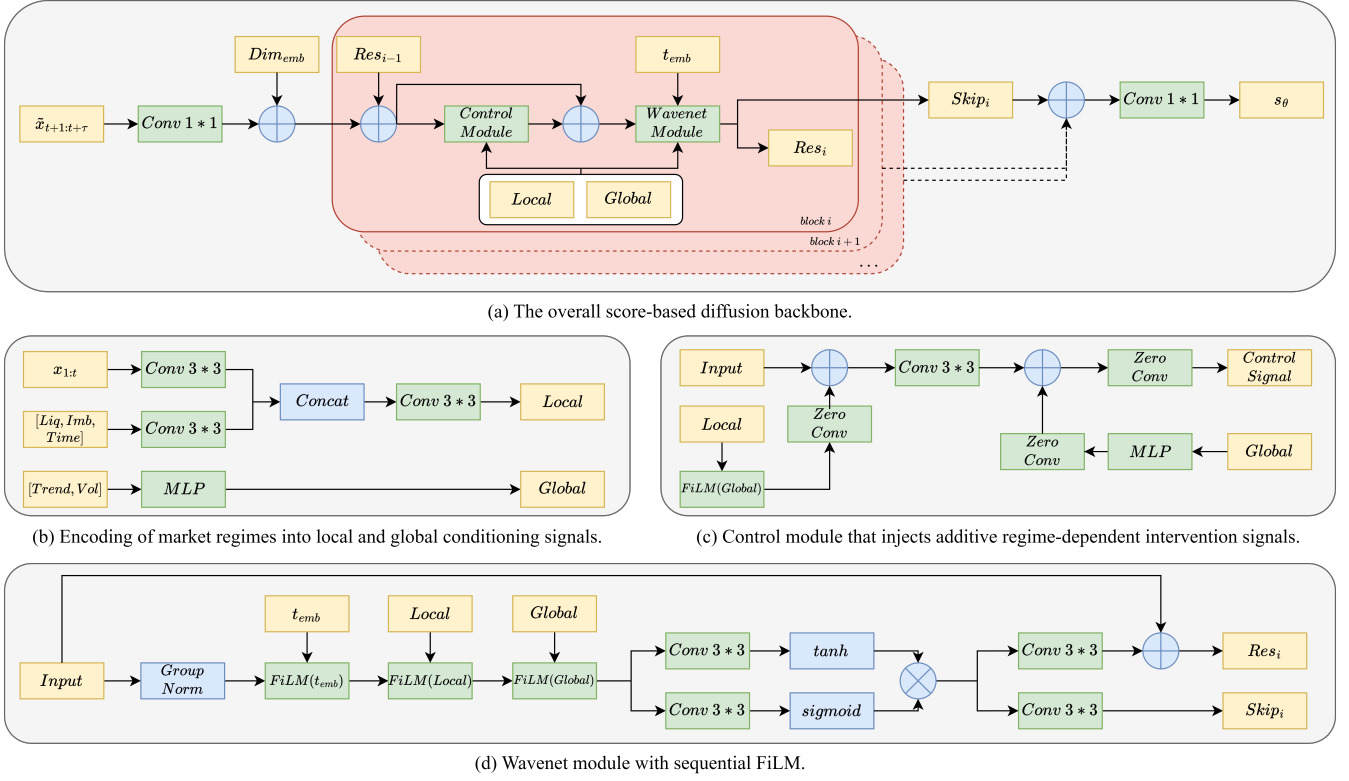 Dim_emb
Res_{i−1}
t_emb
x̃_{t+1:t+τ}
Conv 1 * 1
Control
Module
Wavenet
Module
Skip_i
Conv 1 * 1
s_θ
Res_i
Local
Global
block i
block i + 1
...
(a) The overall score-based diffusion backbone.
x_{1:t}
Conv 3 * 3
[Liq, Imb,
Time]
Conv 3 * 3
Concat
Conv 3 * 3
Local
[Trend, Vol]
MLP
Global
(b) Encoding of market regimes into local and global conditioning signals.
Input
Conv 3 * 3
Zero
Conv
Control
Signal
Local
Zero
Conv
FiLM(Global)
Zero
Conv
MLP
Global
(c) Control module that injects additive regime-dependent intervention signals.
t_emb
Local
Global
Input
Group
Norm
FiLM(t_emb)
FiLM(Local)
FiLM(Global)
Conv 3 * 3
tanh
Conv 3 * 3
sigmoid
Conv 3 * 3
Res_i
Conv 3 * 3
Skip_i
(d) Wavenet module with sequential FiLM.